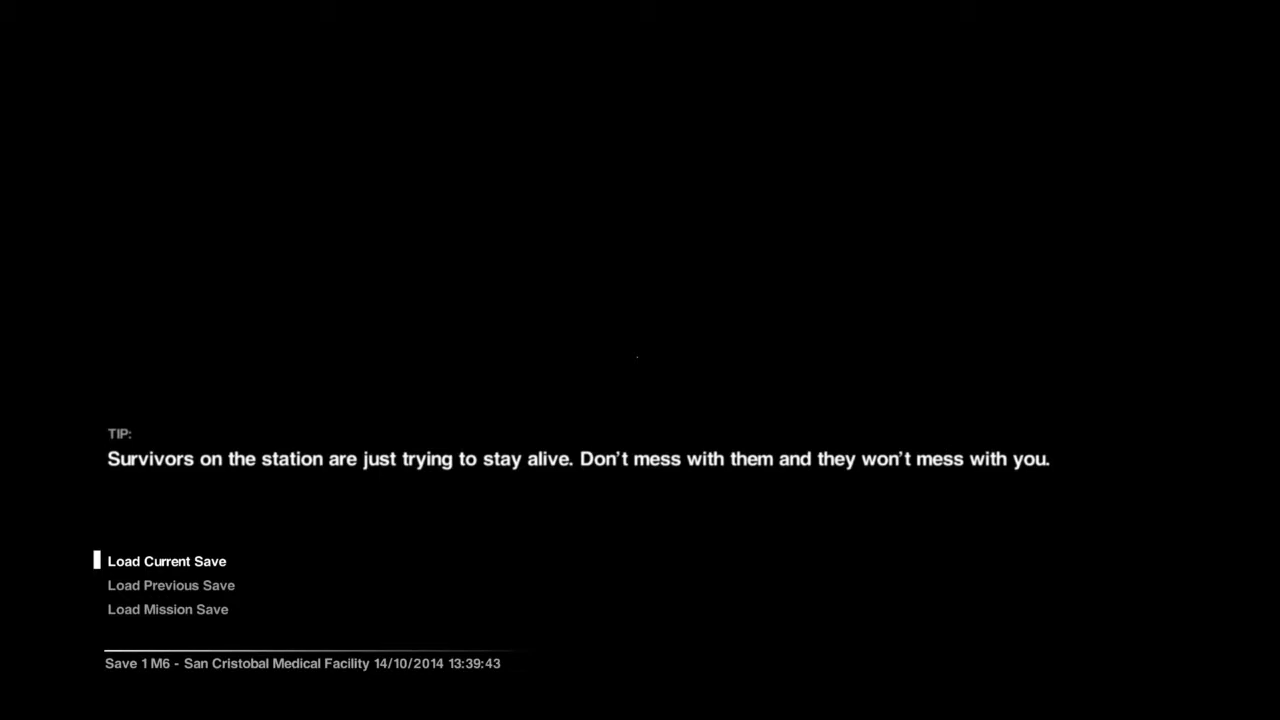 TIP:
Survivors on the station are just trying to stay alive. Don't mess with them and they won't mess with you.
Load Current Save
Load Previous Save
Load Mission Save
Save 1 M6 - San Cristobal Medical Facility 14/10/2014 13:39:43